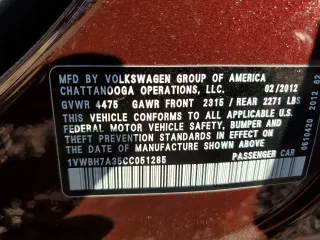 MFD BY VOLKSWAGEN GROUP OF AMERICA
CHATTANOOGA OPERATIONS, LLC. 02/2012
GVWR 4475 GAWR FRONT 2315 / REAR 2271 LBS
THIS VEHICLE CONFORMS TO ALL APPLICABLE U.S.
FEDERAL MOTOR VEHICLE SAFETY, BUMPER, AND
THEFT PREVENTION STANDARDS IN EFFECT ON
THE DATE OF MANUFACTURE SHOWN ABOVE
1VWBH7A36CC051285 PASSENGER CAR
0610420 02